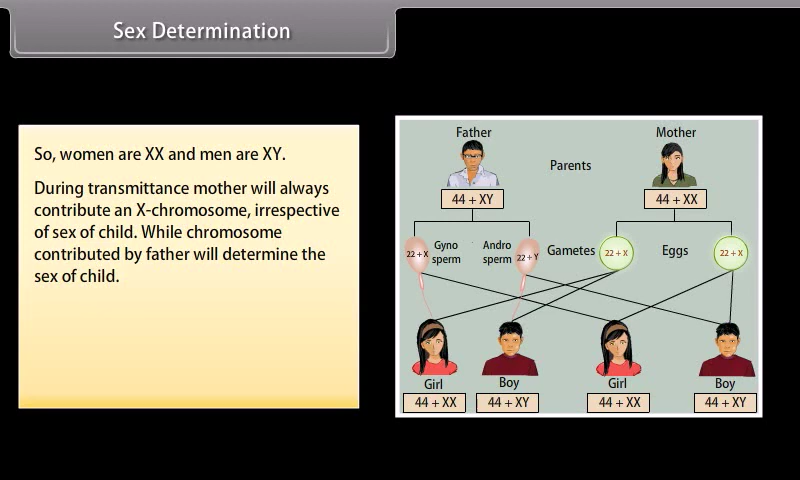 Sex Determination
So, women are XX and men are XY.
During transmittance mother will always
contribute an X-chromosome, irrespective
of sex of child. While chromosome
contributed by father will determine the
sex of child.
Father
Mother
Parents
44 + XY
44 + XX
22 + X
Gyno
sperm
Andro
sperm
22 + Y
Gametes
22 + X
Eggs
22 + X
Girl
Boy
Girl
Boy
44 + XX
44 + XY
44 + XX
44 + XY